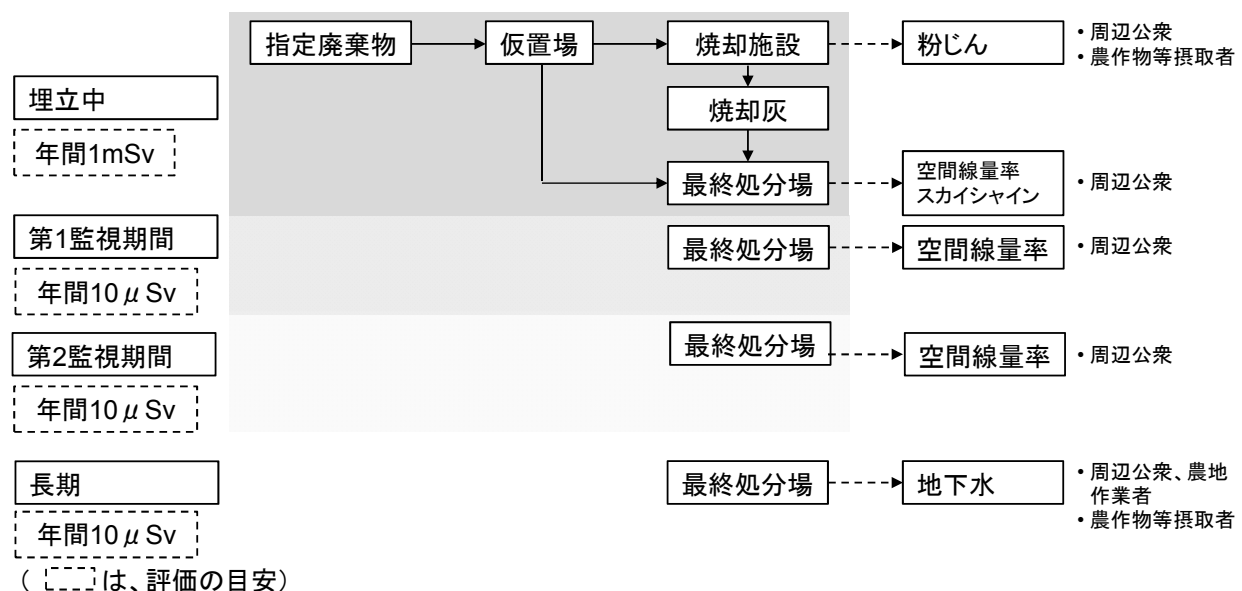 指定廃棄物
仮置場
焼却施設
粉じん
• 周辺公衆
• 農作物等摂取者
埋立中
年間1mSv
焼却灰
最終処分場
空間線量率
スカイシャイン
• 周辺公衆
第1監視期間
年間10μSv
最終処分場
空間線量率
• 周辺公衆
第2監視期間
年間10μSv
最終処分場
空間線量率
• 周辺公衆
長期
年間10μSv
最終処分場
地下水
• 周辺公衆、農地
作業者
• 農作物等摂取者
( は、評価の目安)